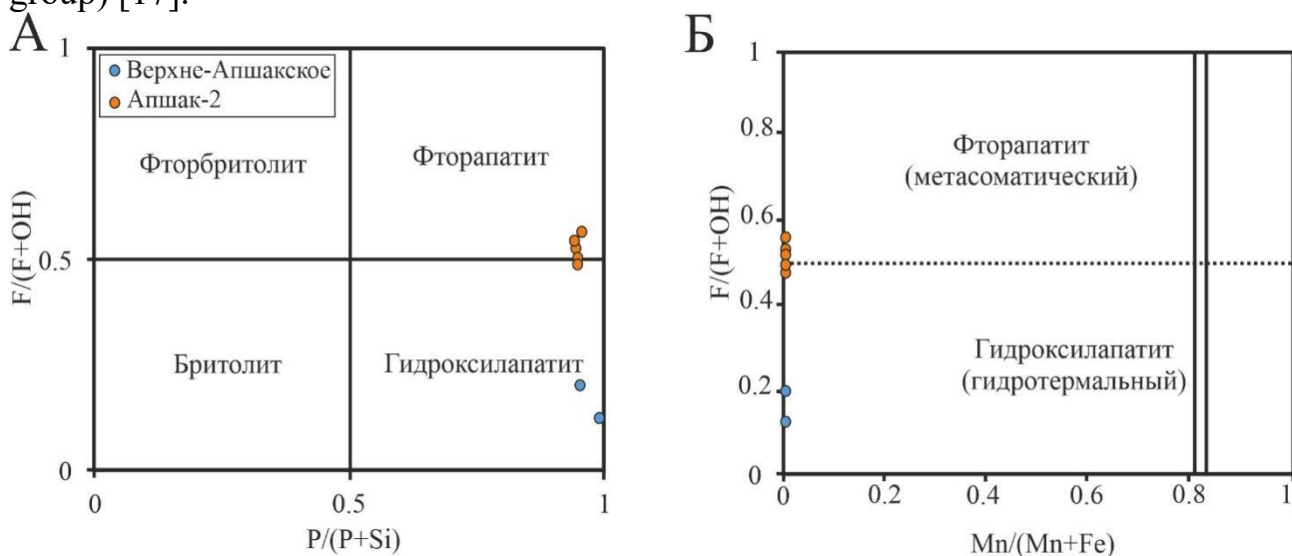 group) [17].
А
Б
1
Верхне-Апшакское
Апшак-2
Фторбритолит
Фторапатит
F/(F+OH)
0.5
Бритолит
Гидроксилапатит
0
0
0.5
1
P/(P+Si)
1
0.8
Фторапатит
(метасоматический)
0.6
F/(F+OH)
0.4
Гидроксилапатит
(гидротермальный)
0.2
0
0
0.2
0.4
0.6
0.8
1
Mn/(Mn+Fe)